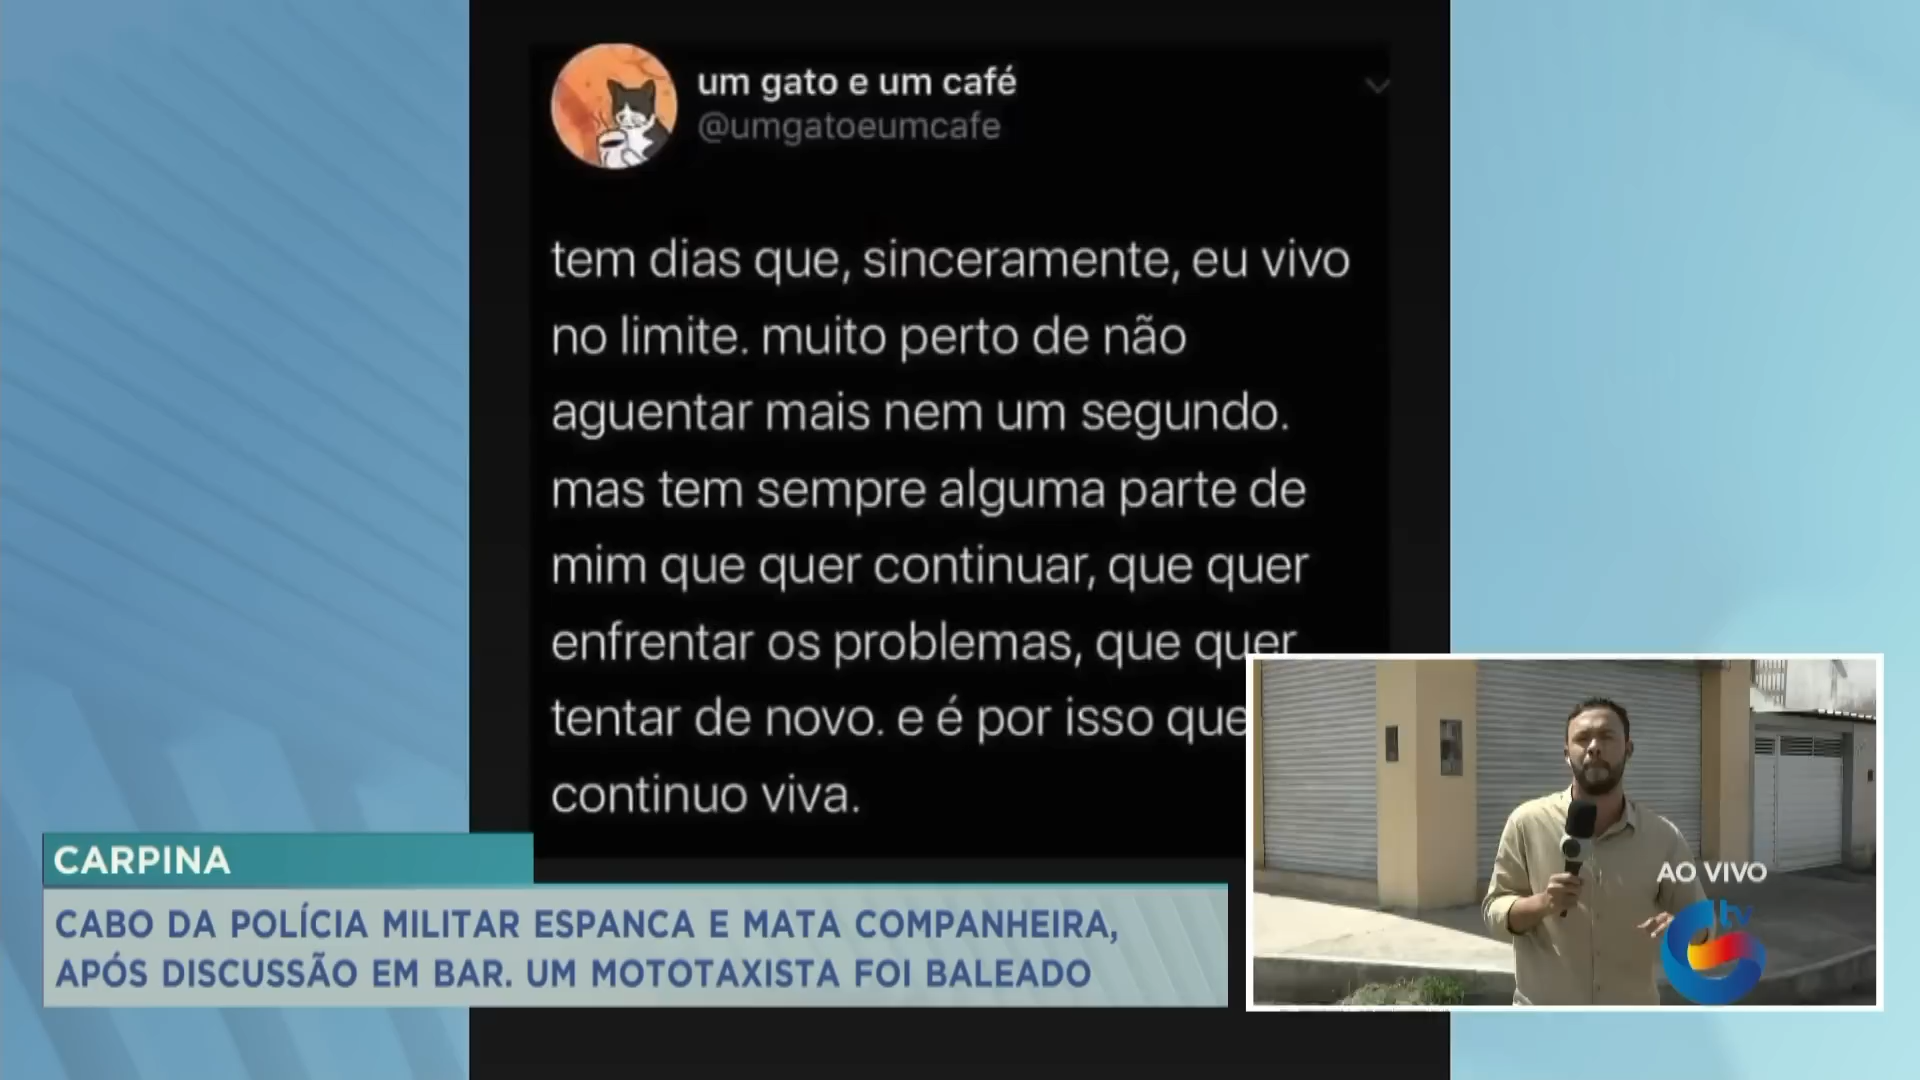 um gato e um café
@umgatoeumcafe
tem dias que, sinceramente, eu vivo
no limite. muito perto de não
aguentar mais nem um segundo.
mas tem sempre alguma parte de
mim que quer continuar, que quer
enfrentar os problemas, que quer
tentar de novo. e é por isso que
continuo viva.
CARPINA
CABO DA POLÍCIA MILITAR ESPANCA E MATA COMPANHEIRA,
APÓS DISCUSSÃO EM BAR. UM MOTOTAXISTA FOI BALEADO
AO VIVO
tv